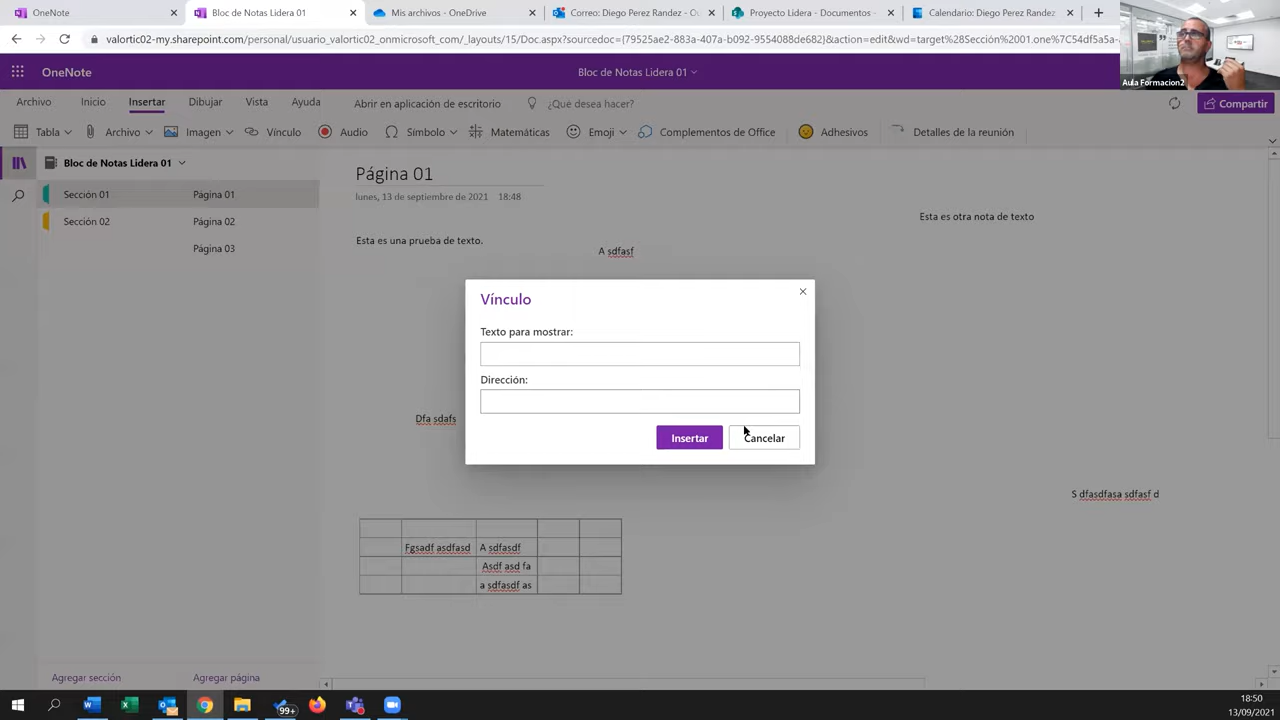 OneNote
Bloc de Notas Lidera 01
Mis archivos - OneDrive
Correo: Diego Perez Randez - O
Proyecto Lidera - Documentos -
Calendario: Diego Perez Randez
valortic02-my.sharepoint.com/personal/usuario_valortic02_onmicrosoft_com/_layouts/15/Doc.aspx?sourcedoc={79525ae2-883a-407a-b092-9554088de682}&action=edit&wd=target%28Sección%2001.one%7C54df5a5a-
Aula Formacion2
OneNote
Bloc de Notas Lidera 01
Archivo Inicio Insertar Dibujar Vista Ayuda Abrir en aplicación de escritorio ¿Qué desea hacer? Compartir
Tabla Archivo Imagen Vínculo Audio Símbolo Matemáticas Emoji Complementos de Office Adhesivos Detalles de la reunión
Bloc de Notas Lidera 01
Sección 01 Página 01
Sección 02 Página 02
Página 03
Página 01
lunes, 13 de septiembre de 2021 18:48
Esta es otra nota de texto
Esta es una prueba de texto.
A sdfasf
Vínculo
Texto para mostrar:
Dirección:
Insertar Cancelar
Dfa sdafs
S dfasdfasa sdfasf d
Fgsadf asdfasd A sdfasdf
Asdf asd fa
a sdfasdf as
Agregar sección Agregar página
99+
18:50
13/09/2021